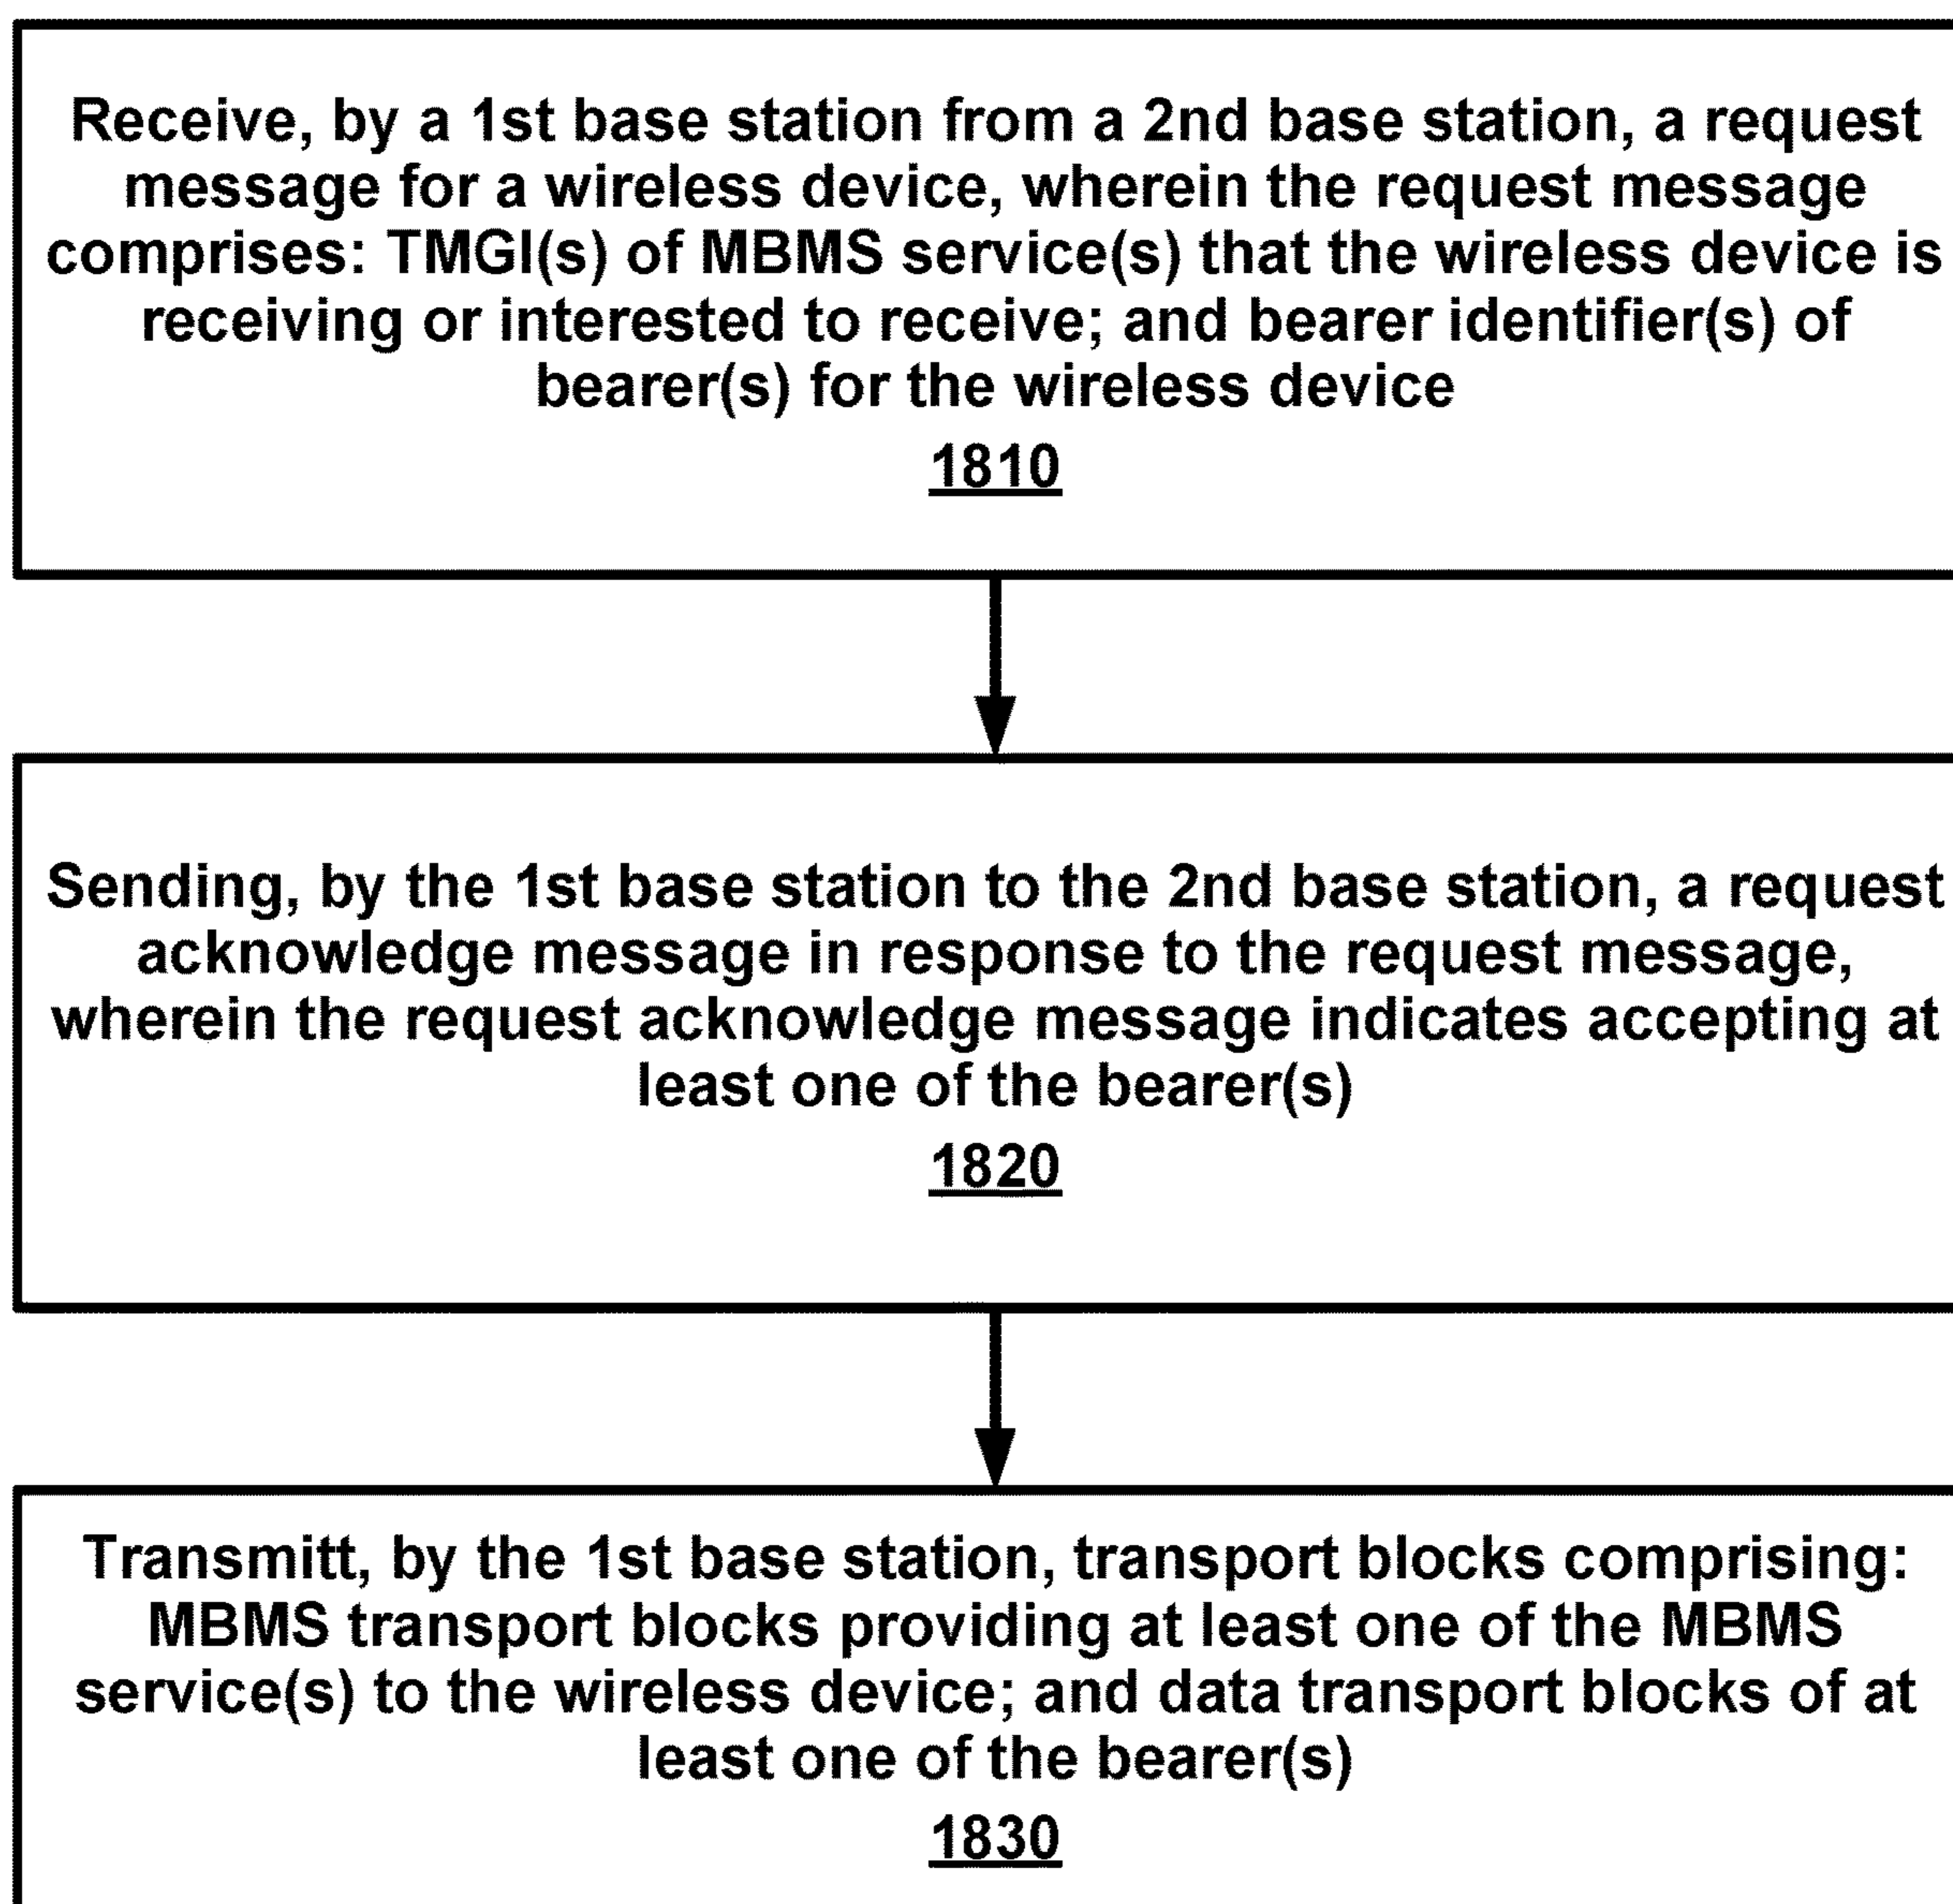 Receive, by a 1st base station from a 2nd base station, a request
message for a wireless device, wherein the request message
comprises: TMGI(s) of MBMS service(s) that the wireless device is
receiving or interested to receive; and bearer identifier(s) of
bearer(s) for the wireless device
1810
Sending, by the 1st base station to the 2nd base station, a request
acknowledge message in response to the request message,
wherein the request acknowledge message indicates accepting at
least one of the bearer(s)
1820
Transmitt, by the 1st base station, transport blocks comprising:
MBMS transport blocks providing at least one of the MBMS
service(s) to the wireless device; and data transport blocks of at
least one of the bearer(s)
1830